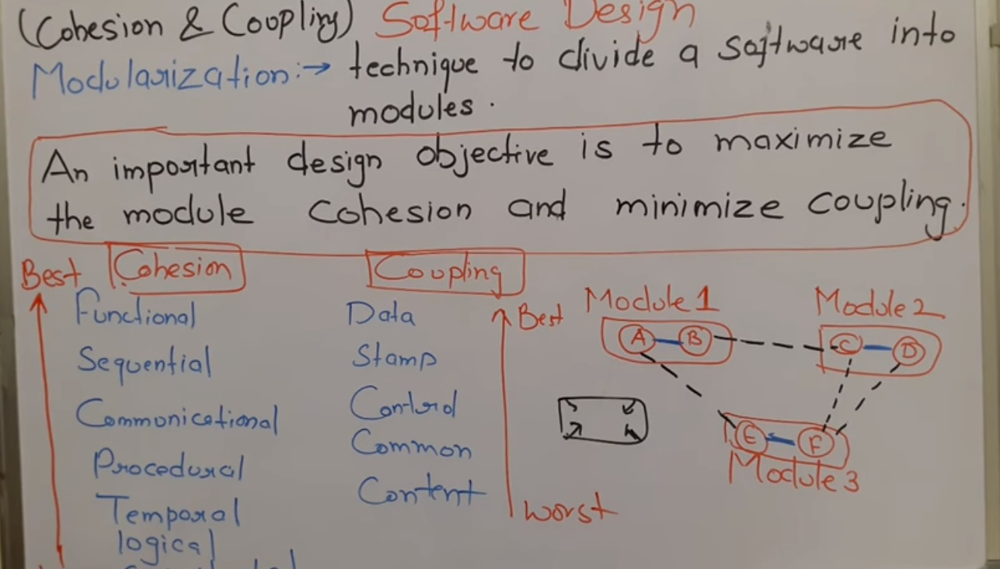 (Cohesion & Coupling) Software Design
Modularization:→ technique to divide a software into
modules.
An important design objective is to maximize
the module cohesion and minimize coupling.
Best Cohesion
Functional
Sequential
Communicational
Procedural
Temporal
logical
Coupling
Data
Stamp
Control
Common
Content
Best
worst
Module 1
A B
Module 2
C D
E F
Module 3